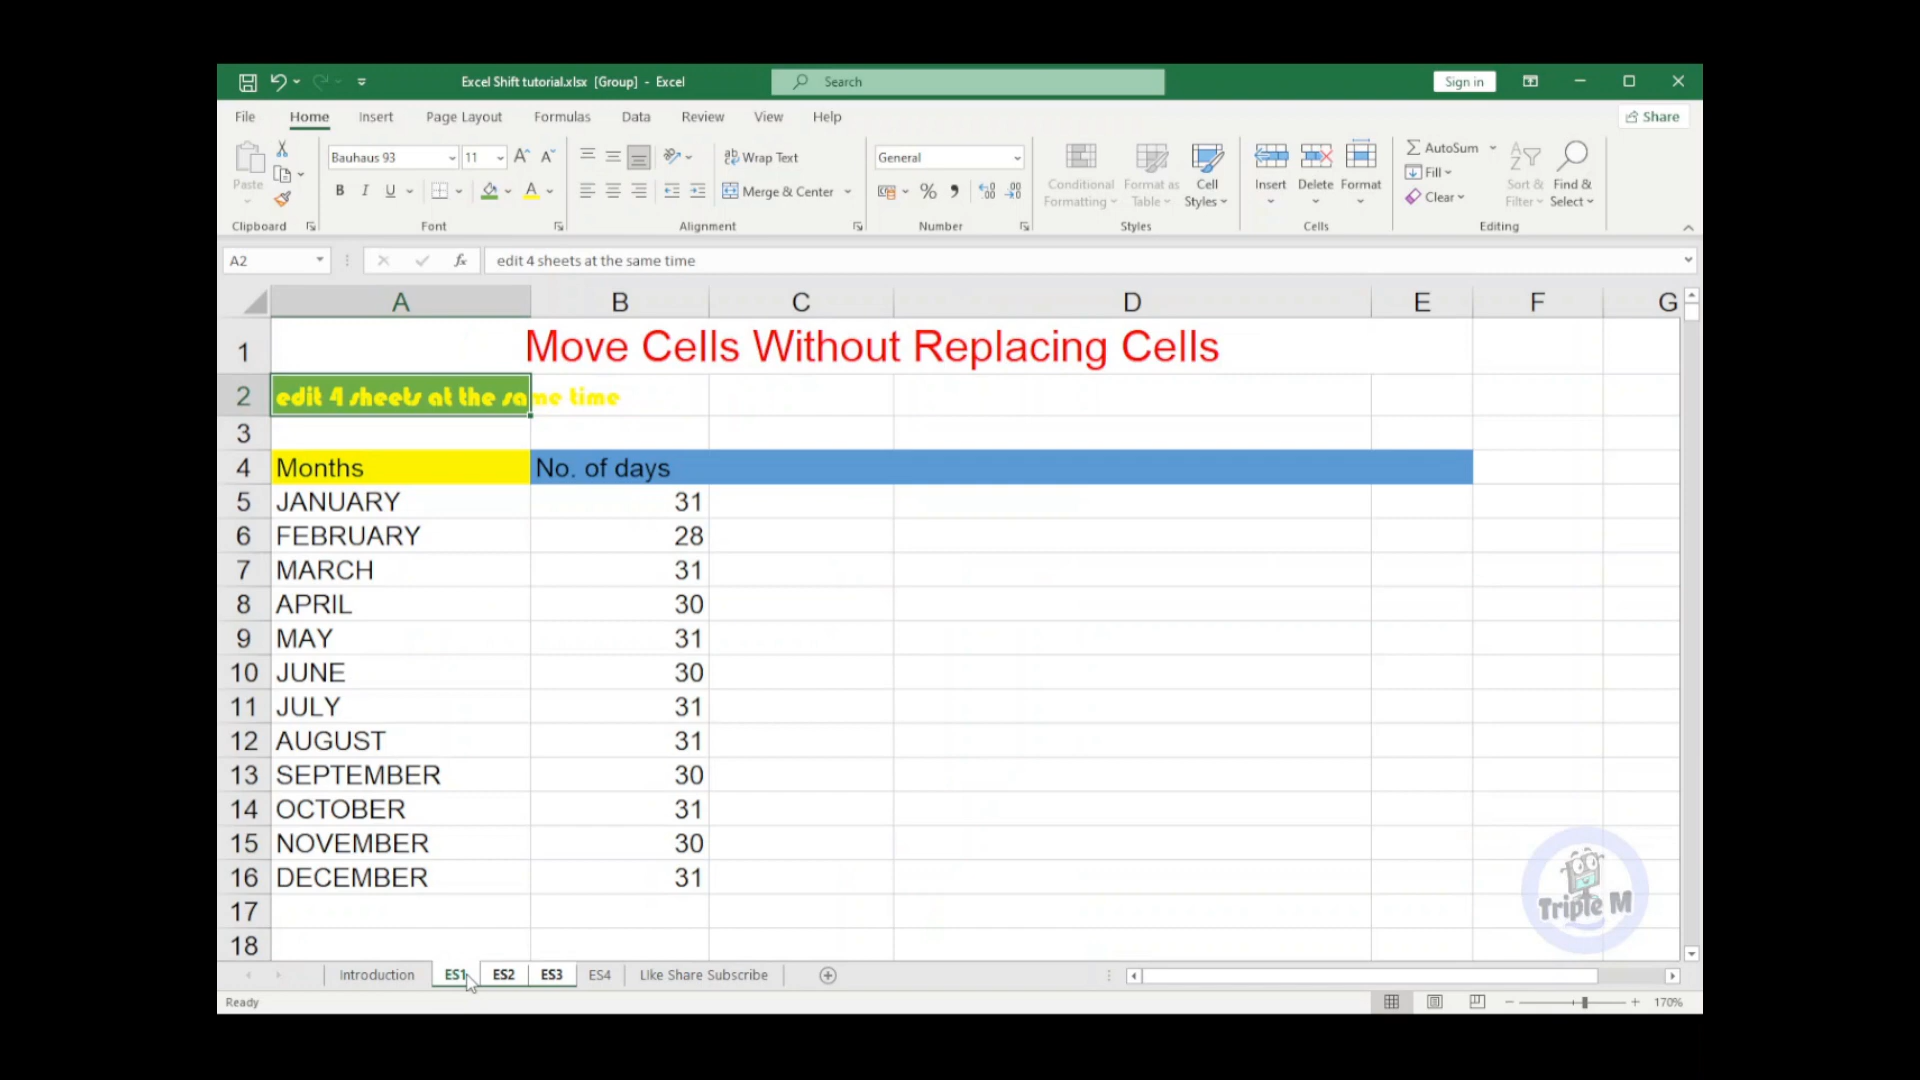 Excel Shift tutorial.xlsx [Group] - Excel
Search
Sign in
File Home Insert Page Layout Formulas Data Review View Help
Share
Paste
Clipboard
Bauhaus 93 11
B I U
Font
Wrap Text
Merge & Center
Alignment
General
Number
Conditional Formatting
Format as Table
Cell Styles
Styles
Insert Delete Format
Cells
AutoSum
Fill
Clear
Sort & Filter
Find & Select
Editing
A2 fx edit 4 sheets at the same time
A B C D E F G
1 Move Cells Without Replacing Cells
2 edit 4 sheets at the same time
3
4 Months No. of days
5 JANUARY 31
6 FEBRUARY 28
7 MARCH 31
8 APRIL 30
9 MAY 31
10 JUNE 30
11 JULY 31
12 AUGUST 31
13 SEPTEMBER 30
14 OCTOBER 31
15 NOVEMBER 30
16 DECEMBER 31
17
18
Triple M
Introduction ES1 ES2 ES3 ES4 LIke Share Subscribe
Ready 170%